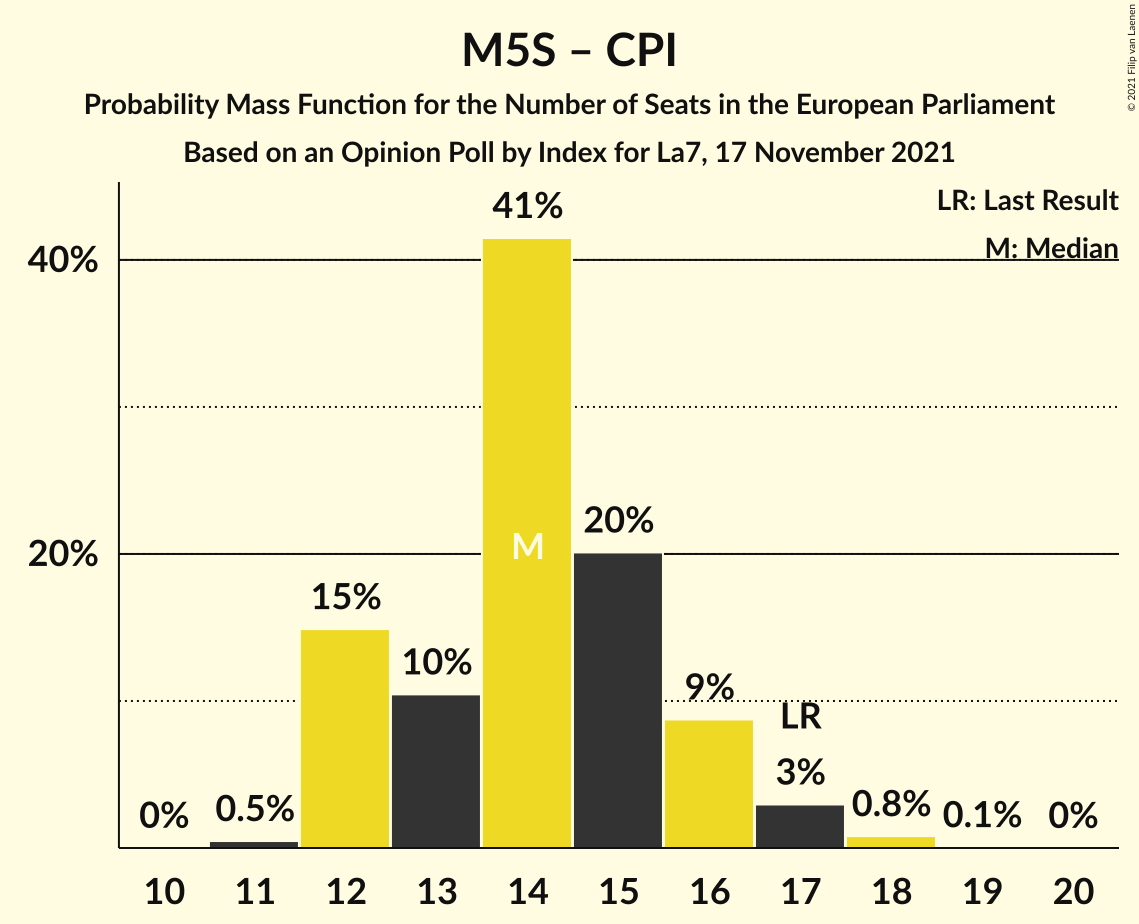 M5S – CPI
Probability Mass Function for the Number of Seats in the European Parliament
Based on an Opinion Poll by Index for La7, 17 November 2021
© 2021 Filip van Laenen
LR: Last Result
M: Median
41%
40%
20%
M
20%
15%
10%
9%
LR
3%
0%
0.5%
0.8%
0.1%
0%
10 11 12 13 14 15 16 17 18 19 20